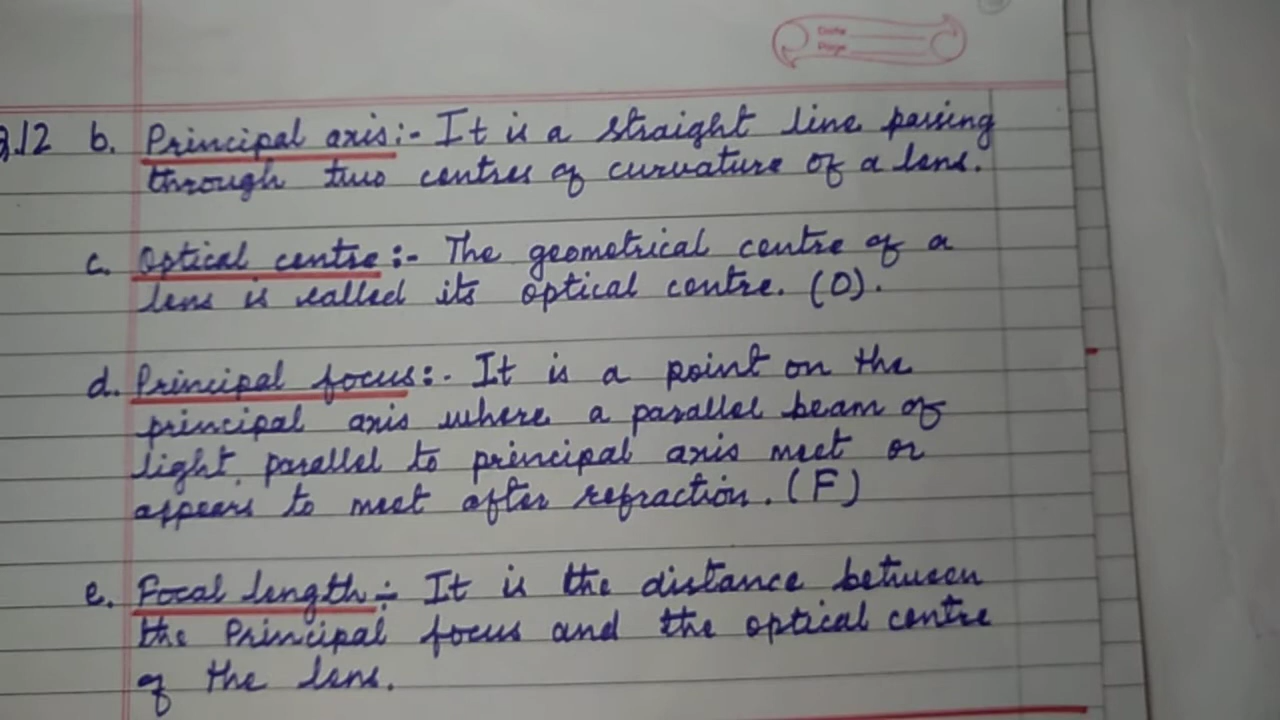 Date
Page
Q.12 b. Principal axis:- It is a straight line passing
through two centres of curvature of a lens.
c. Optical centre:- The geometrical centre of a
lens is called its optical centre. (O).
d. Principal focus:- It is a point on the
principal axis where a parallel beam of
light, parallel to principal axis meet or
appears to meet after refraction. (F)
e. Focal length:- It is the distance between
the Principal focus and the optical centre
of the lens.